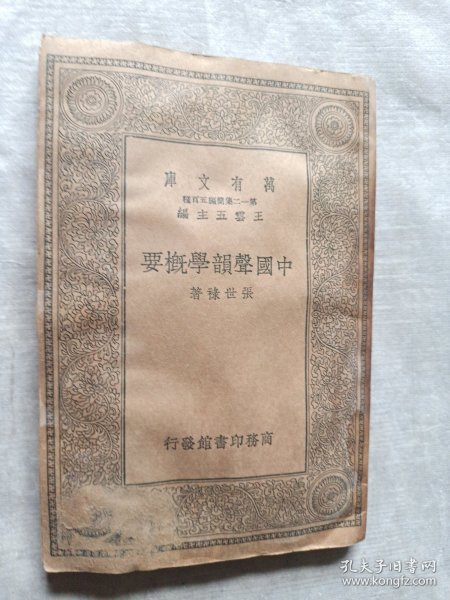 萬有文庫
第一二集簡編五百種
王雲五主編
中國聲韻學槪要
張世祿著
商務印書館發行
孔夫子旧书网
www.kongfz.com